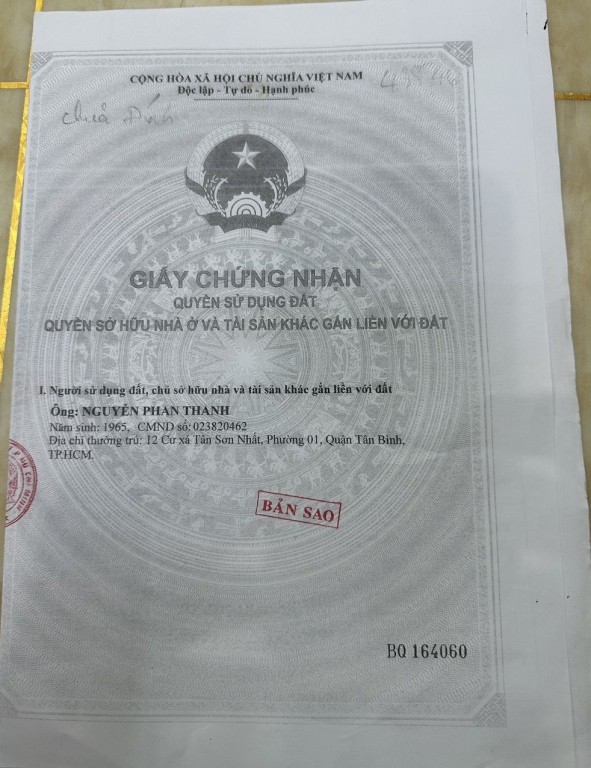 CỘNG HÒA XÃ HỘI CHỦ NGHĨA VIỆT NAM
Độc lập - Tự do - Hạnh phúc
GIẤY CHỨNG NHẬN
QUYỀN SỬ DỤNG ĐẤT
QUYỀN SỞ HỮU NHÀ Ở VÀ TÀI SẢN KHÁC GẮN LIỀN VỚI ĐẤT
I. Người sử dụng đất, chủ sở hữu nhà và tài sản khác gắn liền với đất
Ông: NGUYỄN PHAN THANH
Năm sinh: 1965, CMND số: 023820462
Địa chỉ thường trú: 12 Cư xá Tân Sơn Nhất, Phường 01, Quận Tân Bình,
TP.HCM.
BẢN SAO
BQ 164060